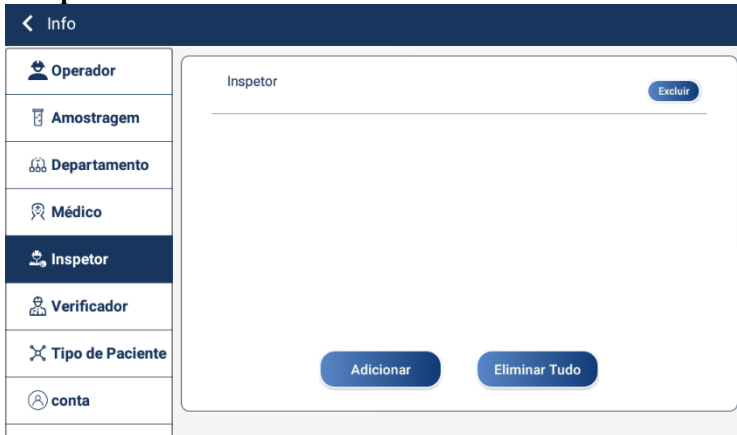 Info
Operador
Amostragem
Departamento
Médico
Inspetor
Verificador
Tipo de Paciente
conta
Inspetor
Excluir
Adicionar
Eliminar Tudo